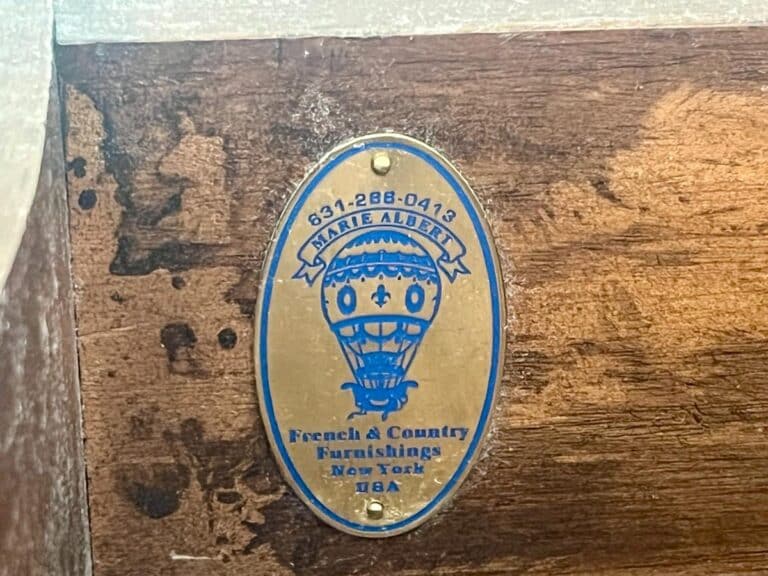 631-288-0413
MARIE ALBERT
French & Country
Furnishings
New York
USA